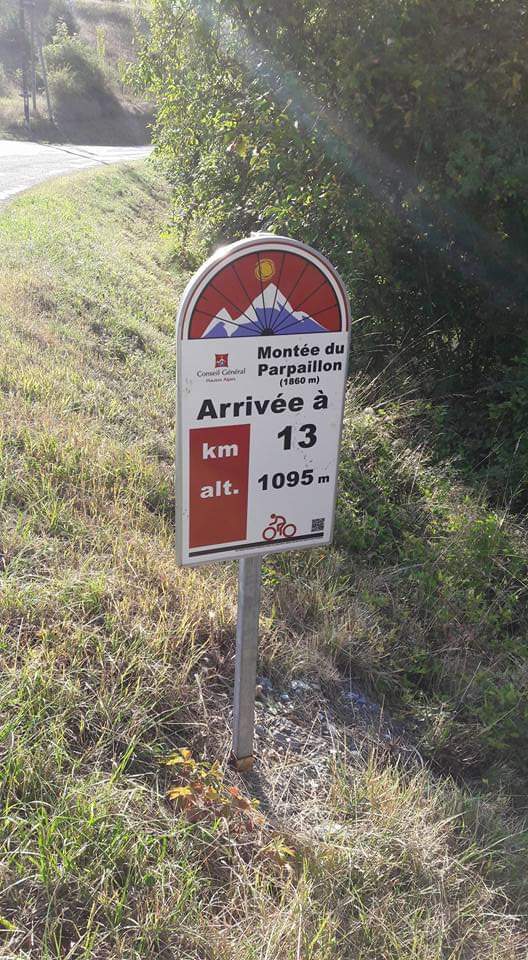 Conseil Général
Hautes Alpes
Montée du
Parpaillon
(1860 m)
Arrivée à
km 13
alt. 1095 m